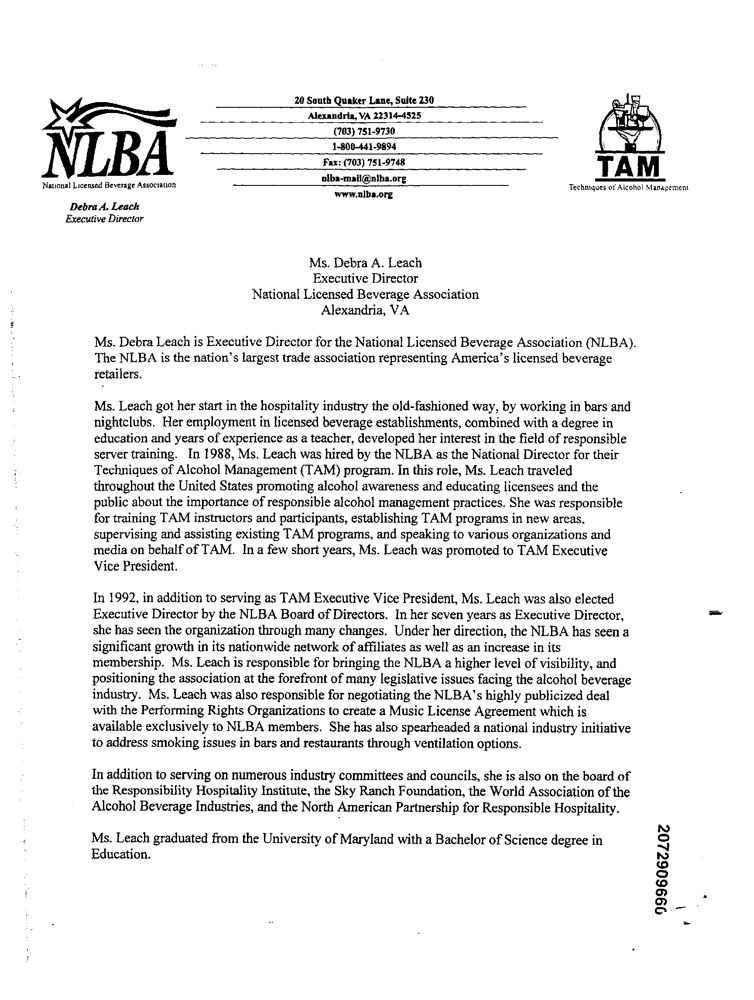 20 South Quaker Lane, Suite 230
Alexandria, VA 22314-4525
(703) 751-9730
1-800-441-9894
Fax: (703) 751-9748
nlba-mail@nlba.org
www.nlba.org
NLBA
National Licensed Beverage Association
Debra A. Leach
Executive Director
TAM
Techniques of Alcohol Management
Ms. Debra A. Leach
Executive Director
National Licensed Beverage Association
Alexandria, VA
Ms. Debra Leach is Executive Director for the National Licensed Beverage Association (NLBA).
The NLBA is the nation's largest trade association representing America's licensed beverage
retailers.
Ms. Leach got her start in the hospitality industry the old-fashioned way, by working in bars and
nightclubs. Her employment in licensed beverage establishments, combined with a degree in
education and years of experience as a teacher, developed her interest in the field of responsible
server training. In 1988, Ms. Leach was hired by the NLBA as the National Director for their
Techniques of Alcohol Management (TAM) program. In this role, Ms. Leach traveled
throughout the United States promoting alcohol awareness and educating licensees and the
public about the importance of responsible alcohol management practices. She was responsible
for training TAM instructors and participants, establishing TAM programs in new areas,
supervising and assisting existing TAM programs, and speaking to various organizations and
media on behalf of TAM. In a few short years, Ms. Leach was promoted to TAM Executive
Vice President.
In 1992, in addition to serving as TAM Executive Vice President, Ms. Leach was also elected
Executive Director by the NLBA Board of Directors. In her seven years as Executive Director,
she has seen the organization through many changes. Under her direction, the NLBA has seen a
significant growth in its nationwide network of affiliates as well as an increase in its
membership. Ms. Leach is responsible for bringing the NLBA a higher level of visibility, and
positioning the association at the forefront of many legislative issues facing the alcohol beverage
industry. Ms. Leach was also responsible for negotiating the NLBA's highly publicized deal
with the Performing Rights Organizations to create a Music License Agreement which is
available exclusively to NLBA members. She has also spearheaded a national industry initiative
to address smoking issues in bars and restaurants through ventilation options.
In addition to serving on numerous industry committees and councils, she is also on the board of
the Responsibility Hospitality Institute, the Sky Ranch Foundation, the World Association of the
Alcohol Beverage Industries, and the North American Partnership for Responsible Hospitality.
Ms. Leach graduated from the University of Maryland with a Bachelor of Science degree in
Education.
2072909666